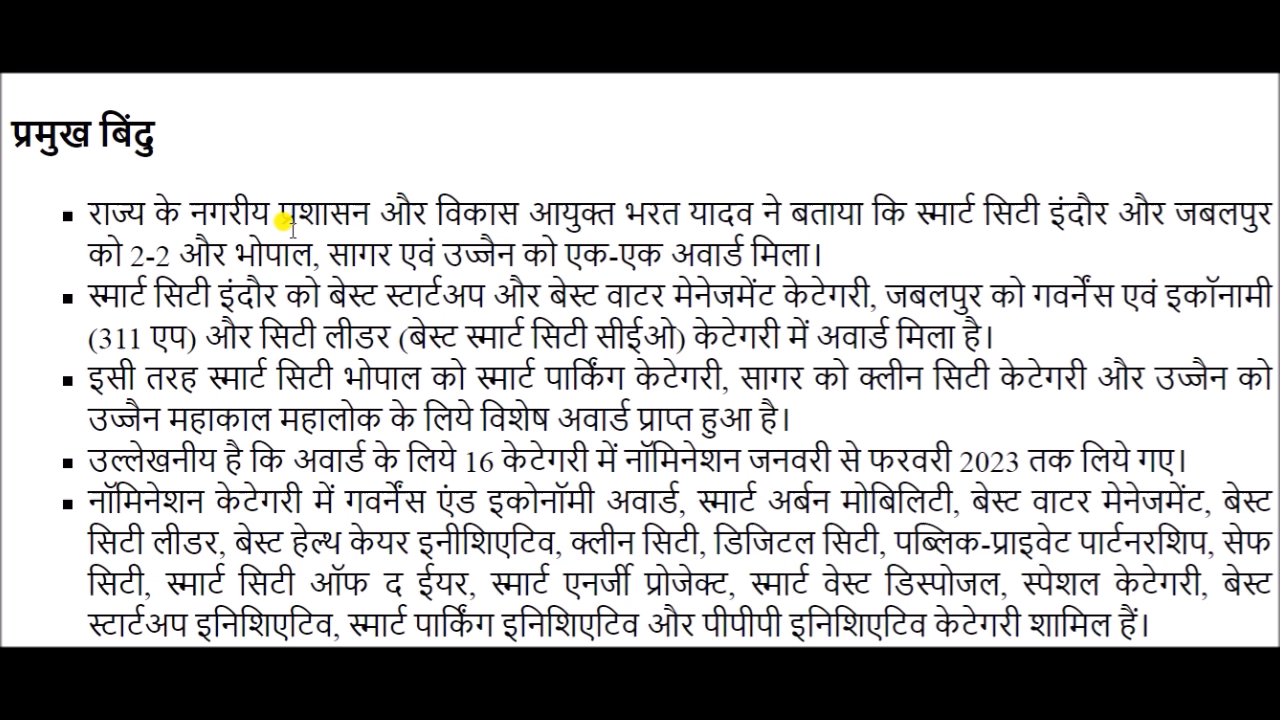 प्रमुख बिंदु
▪ राज्य के नगरीय प्रशासन और विकास आयुक्त भरत यादव ने बताया कि स्मार्ट सिटी इंदौर और जबलपुर
को 2-2 और भोपाल, सागर एवं उज्जैन को एक-एक अवार्ड मिला।
▪ स्मार्ट सिटी इंदौर को बेस्ट स्टार्टअप और बेस्ट वाटर मेनेजमेंट केटेगरी, जबलपुर को गवर्नेंस एवं इकॉनामी
(311 एप) और सिटी लीडर (बेस्ट स्मार्ट सिटी सीईओ) केटेगरी में अवार्ड मिला है।
▪ इसी तरह स्मार्ट सिटी भोपाल को स्मार्ट पार्किंग केटेगरी, सागर को क्लीन सिटी केटेगरी और उज्जैन को
उज्जैन महाकाल महालोक के लिये विशेष अवार्ड प्राप्त हुआ है।
▪ उल्लेखनीय है कि अवार्ड के लिये 16 केटेगरी में नॉमिनेशन जनवरी से फरवरी 2023 तक लिये गए।
▪ नॉमिनेशन केटेगरी में गवर्नेंस एंड इकोनॉमी अवार्ड, स्मार्ट अर्बन मोबिलिटी, बेस्ट वाटर मेनेजमेंट, बेस्ट
सिटी लीडर, बेस्ट हेल्थ केयर इनीशिएटिव, क्लीन सिटी, डिजिटल सिटी, पब्लिक-प्राइवेट पार्टनरशिप, सेफ
सिटी, स्मार्ट सिटी ऑफ द ईयर, स्मार्ट एनर्जी प्रोजेक्ट, स्मार्ट वेस्ट डिस्पोजल, स्पेशल केटेगरी, बेस्ट
स्टार्टअप इनिशिएटिव, स्मार्ट पार्किंग इनिशिएटिव और पीपीपी इनिशिएटिव केटेगरी शामिल हैं।